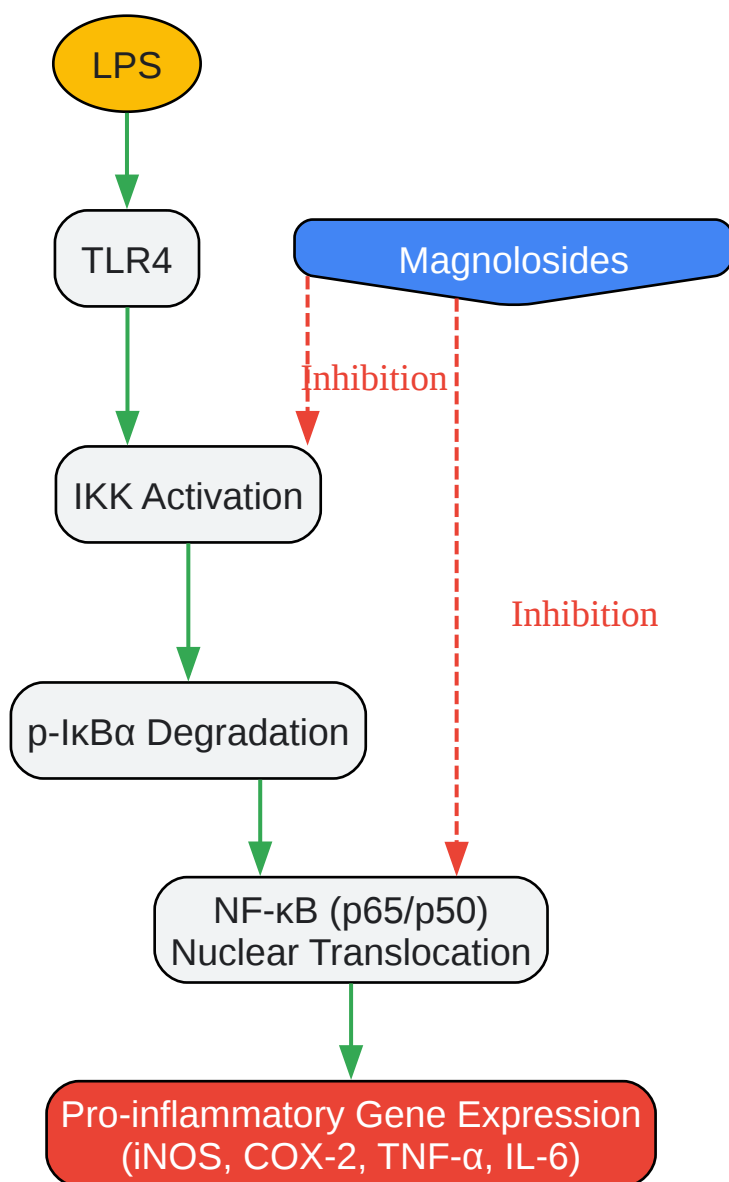 LPS
TLR4
Magnolosides
Inhibition
IKK Activation
Inhibition
p-IκBα Degradation
NF-κB (p65/p50)
Nuclear Translocation
Pro-inflammatory Gene Expression
(iNOS, COX-2, TNF-α, IL-6)